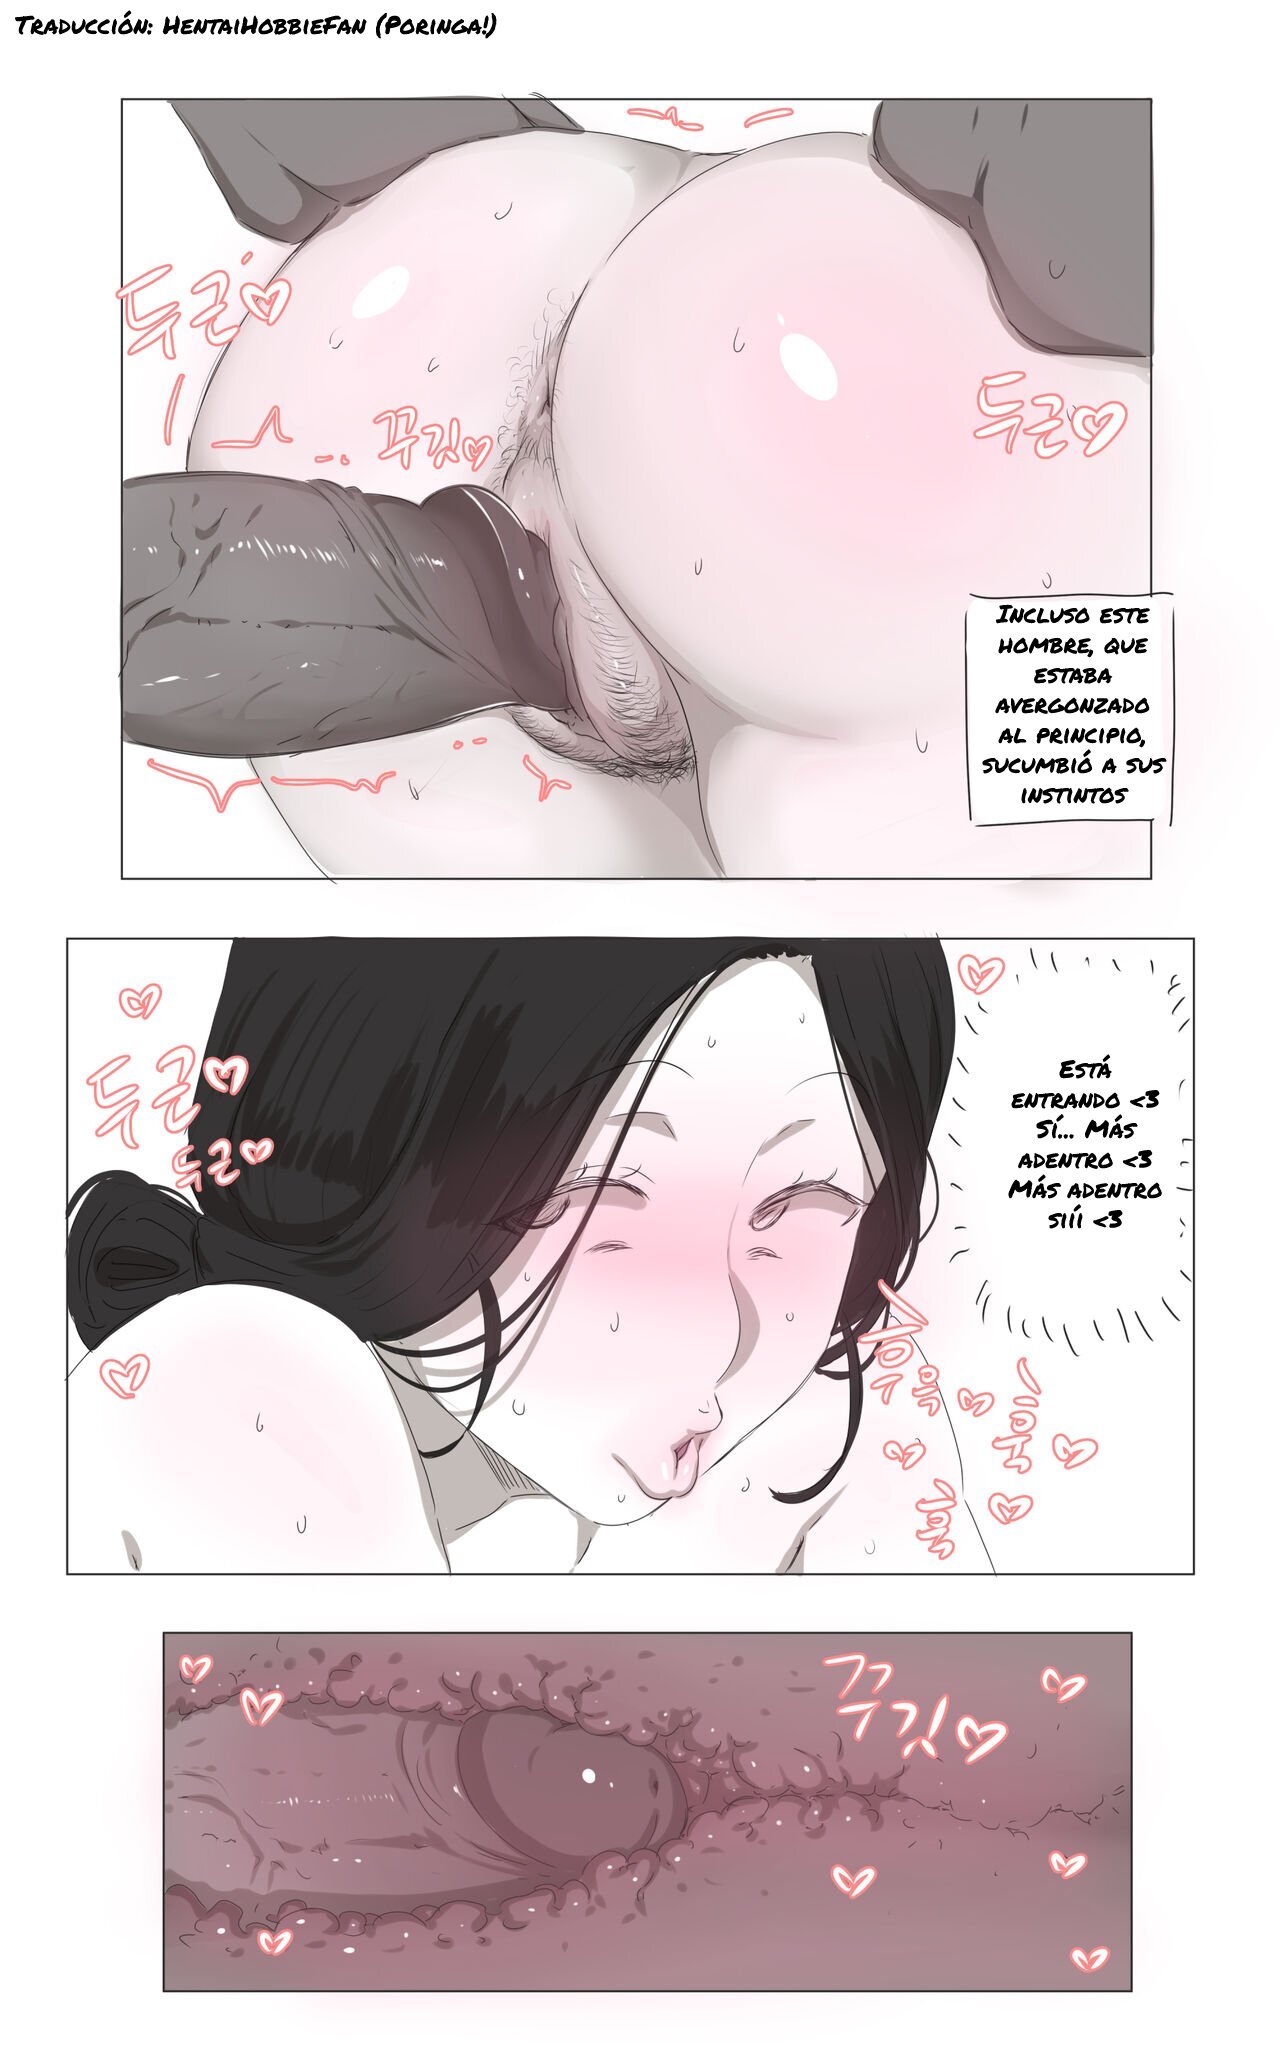 Traducción: HentaiHobbieFan (Poringa!)
두근
꾸깃
두근
Incluso este
hombre, que
estaba
avergonzado
al principio,
sucumbió a sus
instintos
두근
두근
Está
entrando <3
Sí... Más
adentro <3
Más adentro
siii <3
꾸깃